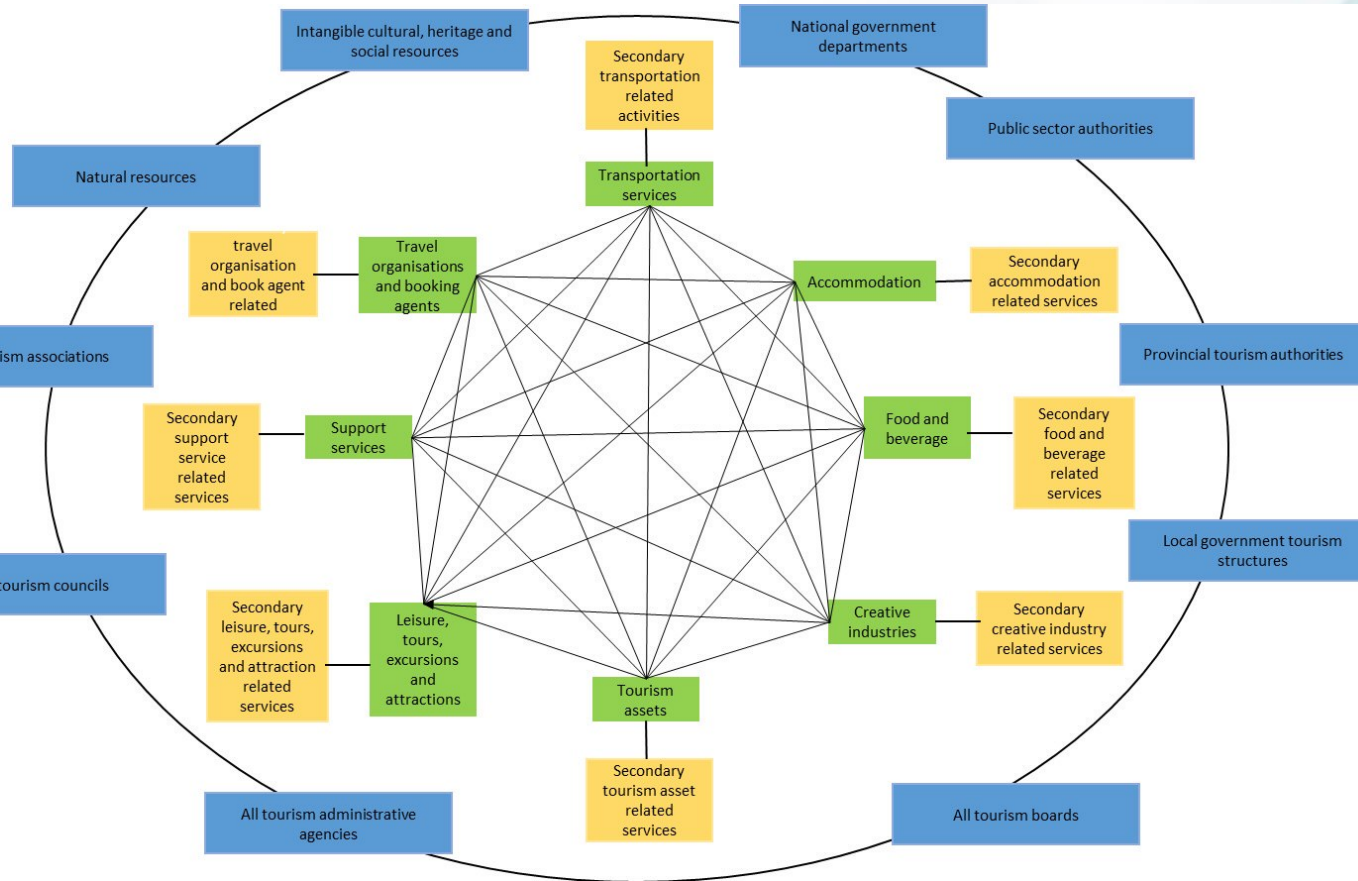 Intangible cultural, heritage and
social resources
National government
departments
Secondary
transportation
related
activities
Public sector authorities
Natural resources
Transportation
services
travel
organisation
and book agent
related
Travel
organisations
and booking
agents
Accommodation
Secondary
accommodation
related services
associations
Provincial tourism authorities
Secondary
support
service
related
services
Support
services
Food and
beverage
Secondary
food and
beverage
related
services
Local government tourism
structures
tourism councils
Secondary
leisure, tours,
excursions
and attraction
related
services
Leisure,
tours,
excursions
and
attractions
Creative
industries
Secondary
creative industry
related services
Tourism
assets
Secondary
tourism asset
related
services
All tourism administrative
agencies
All tourism boards